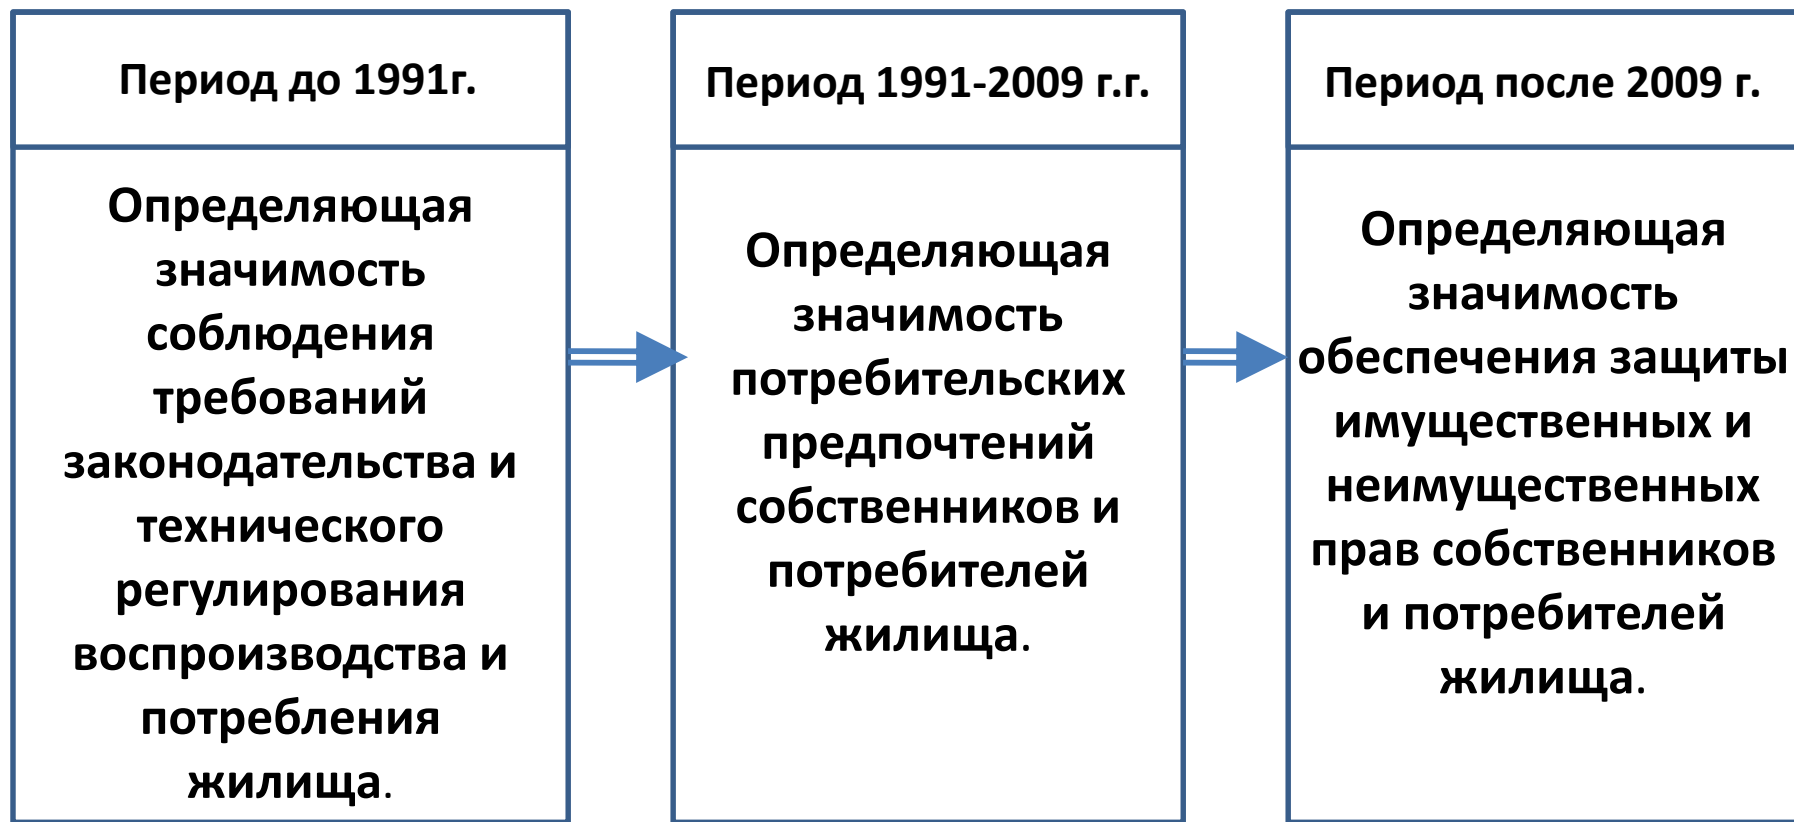 Период до 1991г.
Определяющая
значимость
соблюдения
требований
законодательства и
технического
регулирования
воспроизводства и
потребления
жилища.
Период 1991-2009 г.г.
Определяющая
значимость
потребительских
предпочтений
собственников и
потребителей
жилища.
Период после 2009 г.
Определяющая
значимость
обеспечения защиты
имущественных и
неимущественных
прав собственников
и потребителей
жилища.